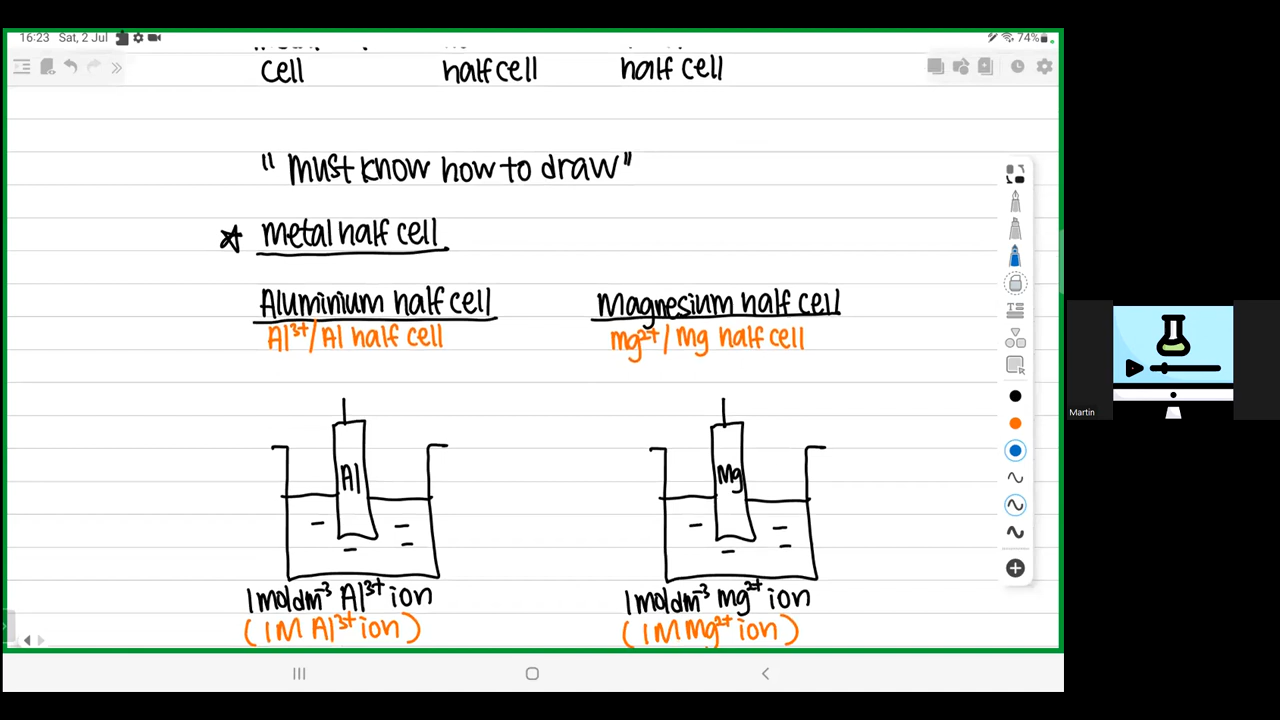 16:23 Sat, 2 Jul
74%
cell half cell half cell
"must know how to draw"
metal half cell
Aluminium half cell Magnesium half cell
Al³⁺/Al half cell mg²⁺/Mg half cell
Al Mg
1moldm⁻³ Al³⁺ ion 1moldm⁻³ mg²⁺ ion
(1M Al³⁺ ion) (1M Mg²⁺ ion)
Martin